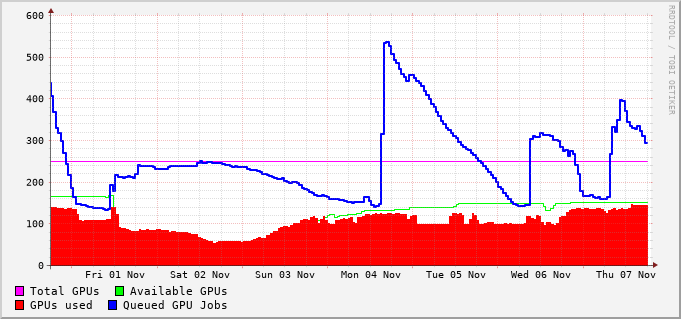 600
500
400
300
200
100
0
Fri 01 Nov Sat 02 Nov Sun 03 Nov Mon 04 Nov Tue 05 Nov Wed 06 Nov Thu 07 Nov
Total GPUs Available GPUs
GPUs used Queued GPU Jobs
RRDTOOL / TOBI OETIKER